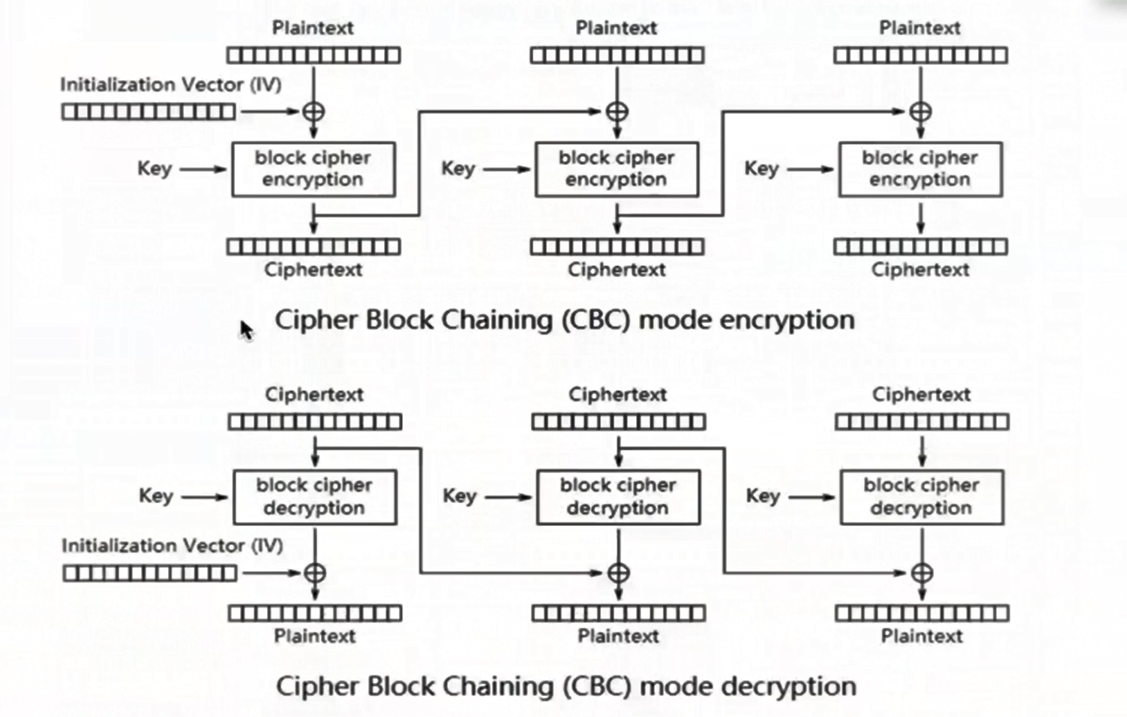 Plaintext
Plaintext
Plaintext
Initialization Vector (IV)
Key
block cipher
encryption
Key
block cipher
encryption
Key
block cipher
encryption
Ciphertext
Ciphertext
Ciphertext
Cipher Block Chaining (CBC) mode encryption
Ciphertext
Ciphertext
Ciphertext
Key
block cipher
decryption
Key
block cipher
decryption
Key
block cipher
decryption
Initialization Vector (IV)
Plaintext
Plaintext
Plaintext
Cipher Block Chaining (CBC) mode decryption